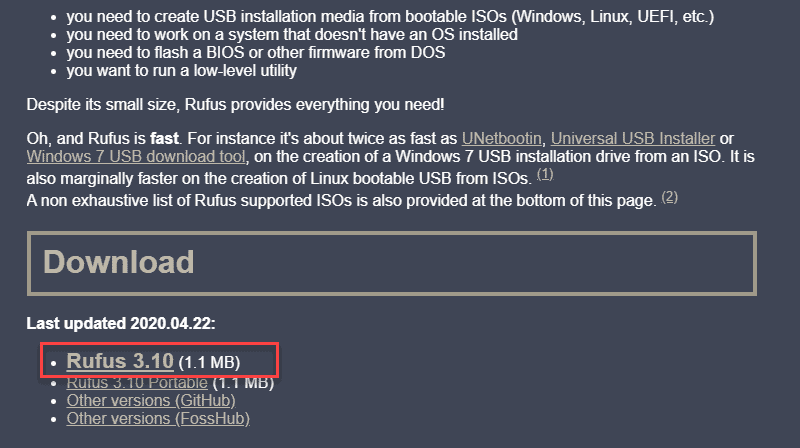 • you need to create USB installation media from bootable ISOs (Windows, Linux, UEFI, etc.)
• you need to work on a system that doesn't have an OS installed
• you need to flash a BIOS or other firmware from DOS
• you want to run a low-level utility
Despite its small size, Rufus provides everything you need!
Oh, and Rufus is fast. For instance it's about twice as fast as UNetbootin, Universal USB Installer or
Windows 7 USB download tool, on the creation of a Windows 7 USB installation drive from an ISO. It is
also marginally faster on the creation of Linux bootable USB from ISOs. (1)
A non exhaustive list of Rufus supported ISOs is also provided at the bottom of this page. (2)
Download
Last updated 2020.04.22:
• Rufus 3.10 (1.1 MB)
• Rufus 3.10 Portable (1.1 MB)
• Other versions (GitHub)
• Other versions (FossHub)